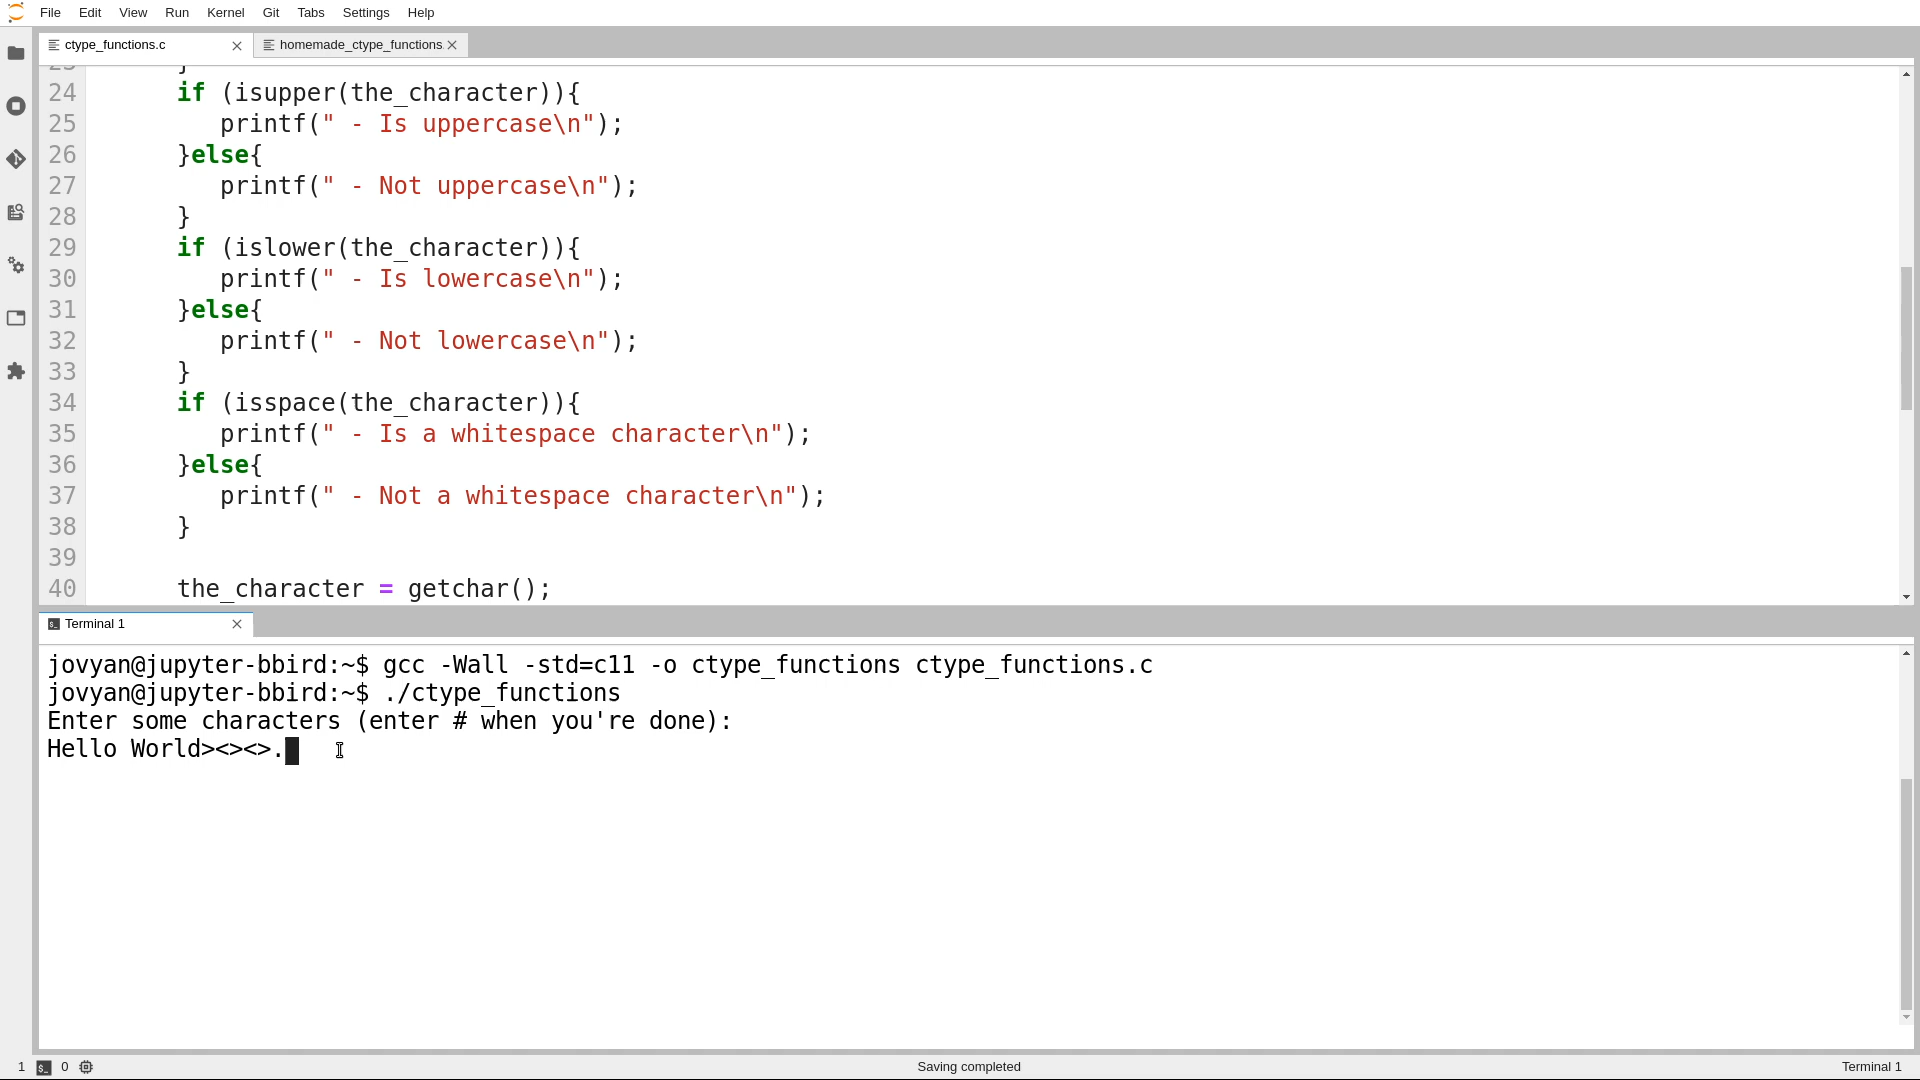 File Edit View Run Kernel Git Tabs Settings Help
ctype_functions.c homemade_ctype_functions.
24 if (isupper(the_character)){
25 printf(" - Is uppercase\n");
26 }else{
27 printf(" - Not uppercase\n");
28 }
29 if (islower(the_character)){
30 printf(" - Is lowercase\n");
31 }else{
32 printf(" - Not lowercase\n");
33 }
34 if (isspace(the_character)){
35 printf(" - Is a whitespace character\n");
36 }else{
37 printf(" - Not a whitespace character\n");
38 }
39
40 the_character = getchar();
Terminal 1
jovyan@jupyter-bbird:~$ gcc -Wall -std=c11 -o ctype_functions ctype_functions.c
jovyan@jupyter-bbird:~$ ./ctype_functions
Enter some characters (enter # when you're done):
Hello World><><>.
1 0 Saving completed Terminal 1